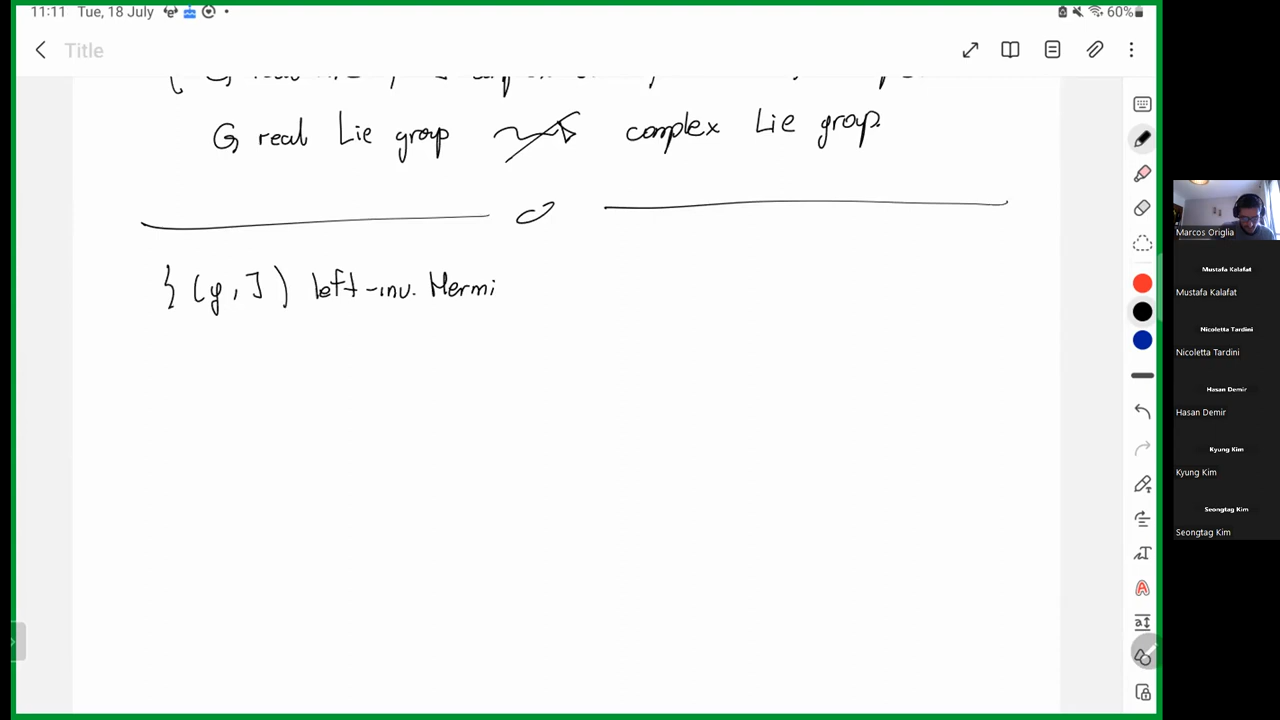 11:11 Tue, 18 July
60%
Title
G real Lie group complex Lie group.
{ (g, J) left-inv. Hermi
Marcos Origlia
Mustafa Kalafat
Mustafa Kalafat
Nicoletta Tardini
Nicoletta Tardini
Hasan Demir
Hasan Demir
Kyung Kim
Kyung Kim
Seongtag Kim
Seongtag Kim